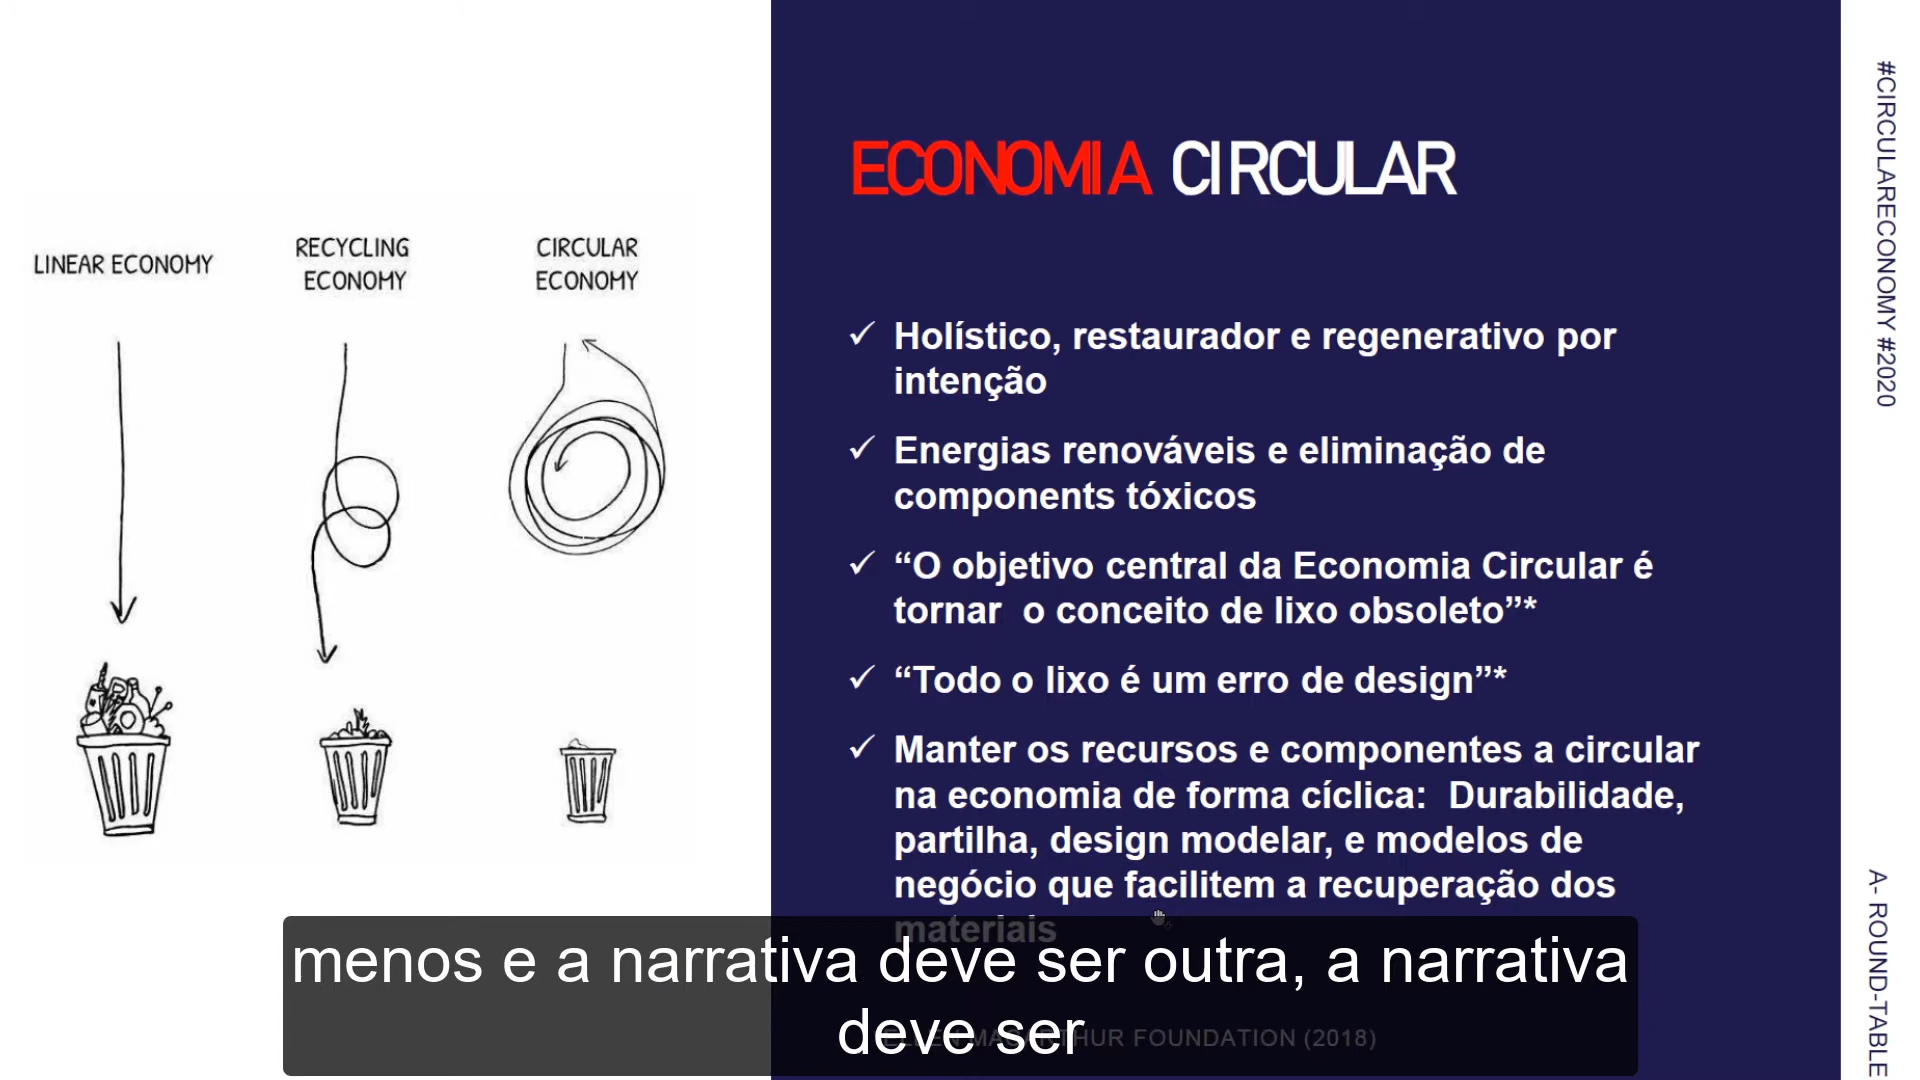 ECONOMIA CIRCULAR
LINEAR ECONOMY
RECYCLING
ECONOMY
CIRCULAR
ECONOMY
✓ Holístico, restaurador e regenerativo por
intenção
✓ Energias renováveis e eliminação de
components tóxicos
✓ “O objetivo central da Economia Circular é
tornar o conceito de lixo obsoleto”*
✓ “Todo o lixo é um erro de design”*
✓ Manter os recursos e componentes a circular
na economia de forma cíclica: Durabilidade,
partilha, design modelar, e modelos de
negócio que facilitem a recuperação dos
materiais
ELLEN MACARTHUR FOUNDATION (2018)
menos e a narrativa deve ser outra, a narrativa
deve ser
#CIRCULARECONOMY #2020
A- ROUND-TABLE